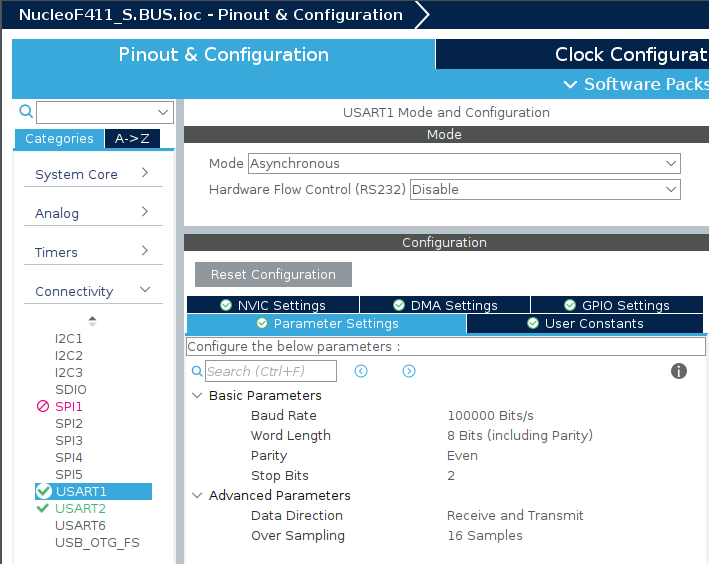 NucleoF411_S.BUS.ioc - Pinout & Configuration
Pinout & Configuration
Clock Configurat
Software Packs
Categories
A->Z
System Core
Analog
Timers
Connectivity
I2C1
I2C2
I2C3
SDIO
SPI1
SPI2
SPI3
SPI4
SPI5
USART1
USART2
USART6
USB_OTG_FS
USART1 Mode and Configuration
Mode
Mode Asynchronous
Hardware Flow Control (RS232) Disable
Configuration
Reset Configuration
NVIC Settings
DMA Settings
GPIO Settings
Parameter Settings
User Constants
Configure the below parameters :
Search (Ctrl+F)
Basic Parameters
Baud Rate 100000 Bits/s
Word Length 8 Bits (including Parity)
Parity Even
Stop Bits 2
Advanced Parameters
Data Direction Receive and Transmit
Over Sampling 16 Samples